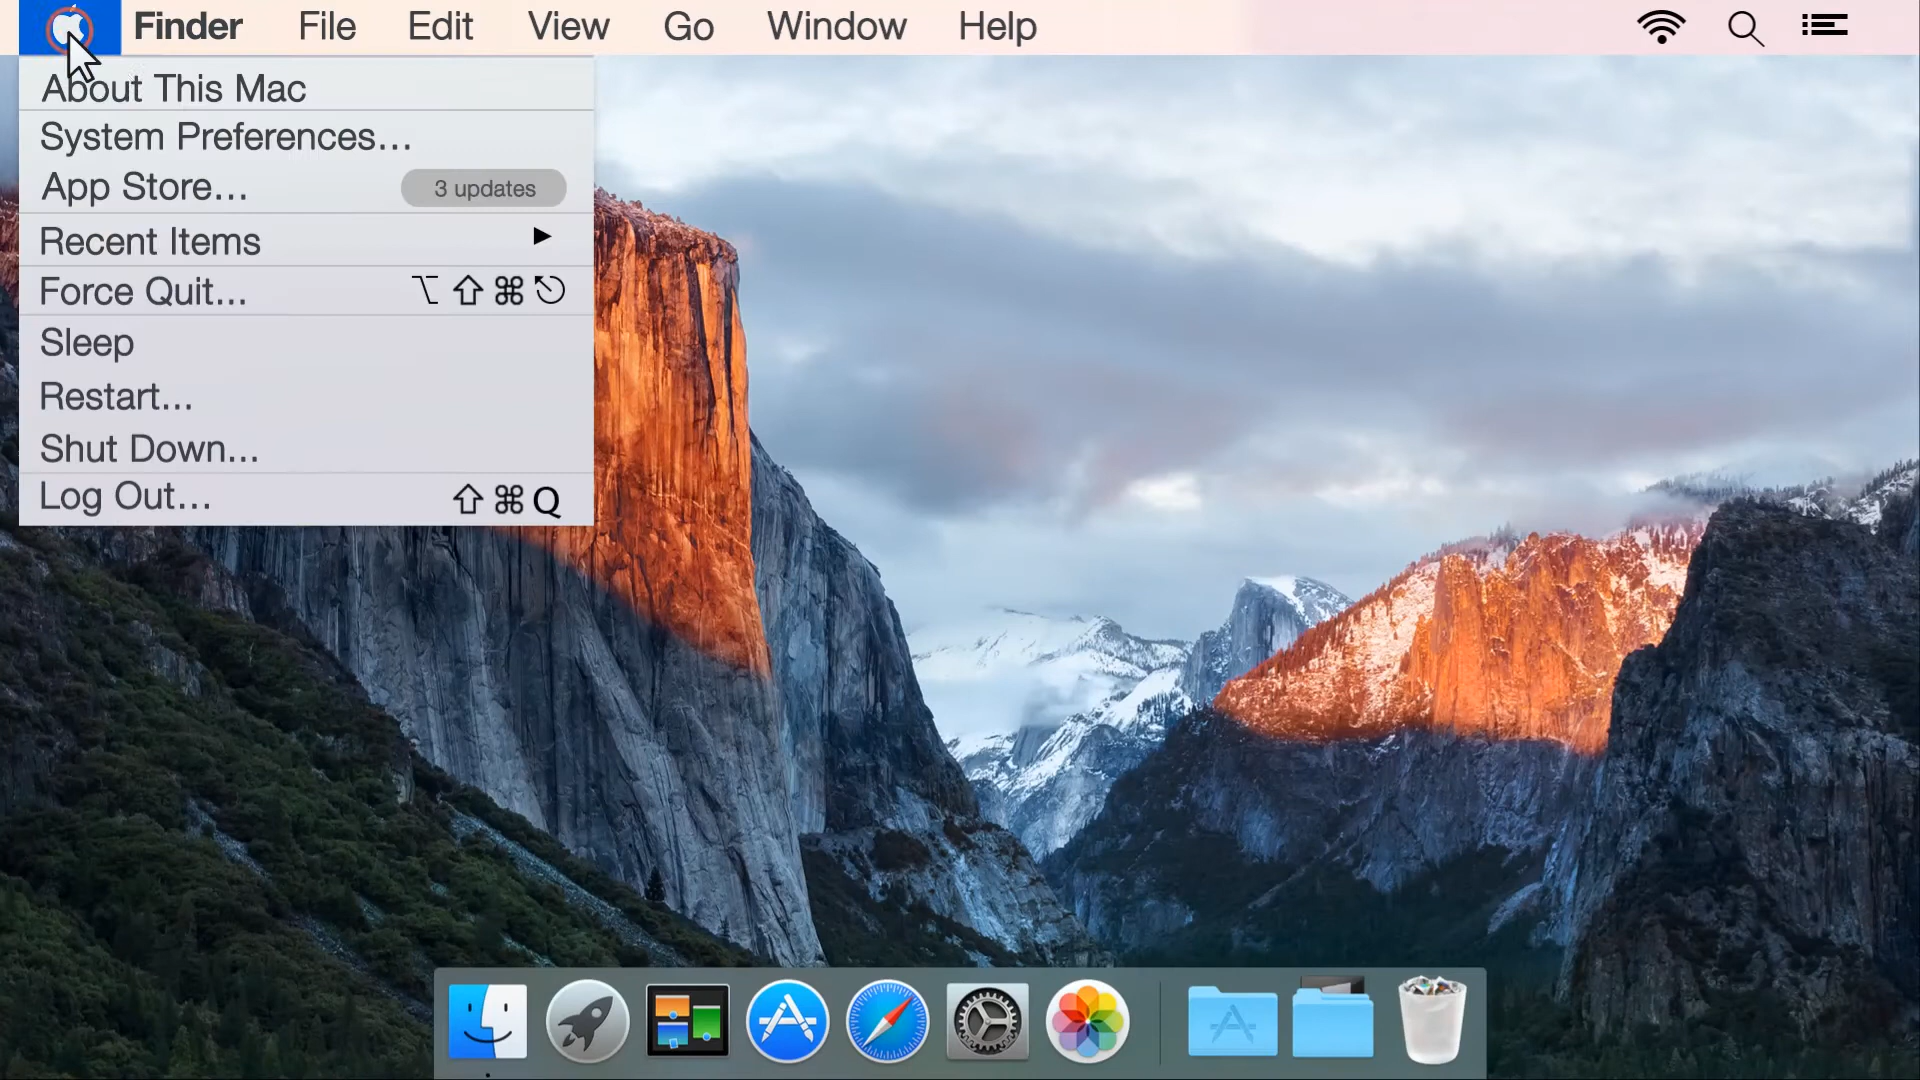 Finder File Edit View Go Window Help
About This Mac
System Preferences...
App Store... 3 updates
Recent Items ▶
Force Quit... ⌥ ⇧ ⌘ ⎋
Sleep
Restart...
Shut Down...
Log Out... ⇧ ⌘ Q